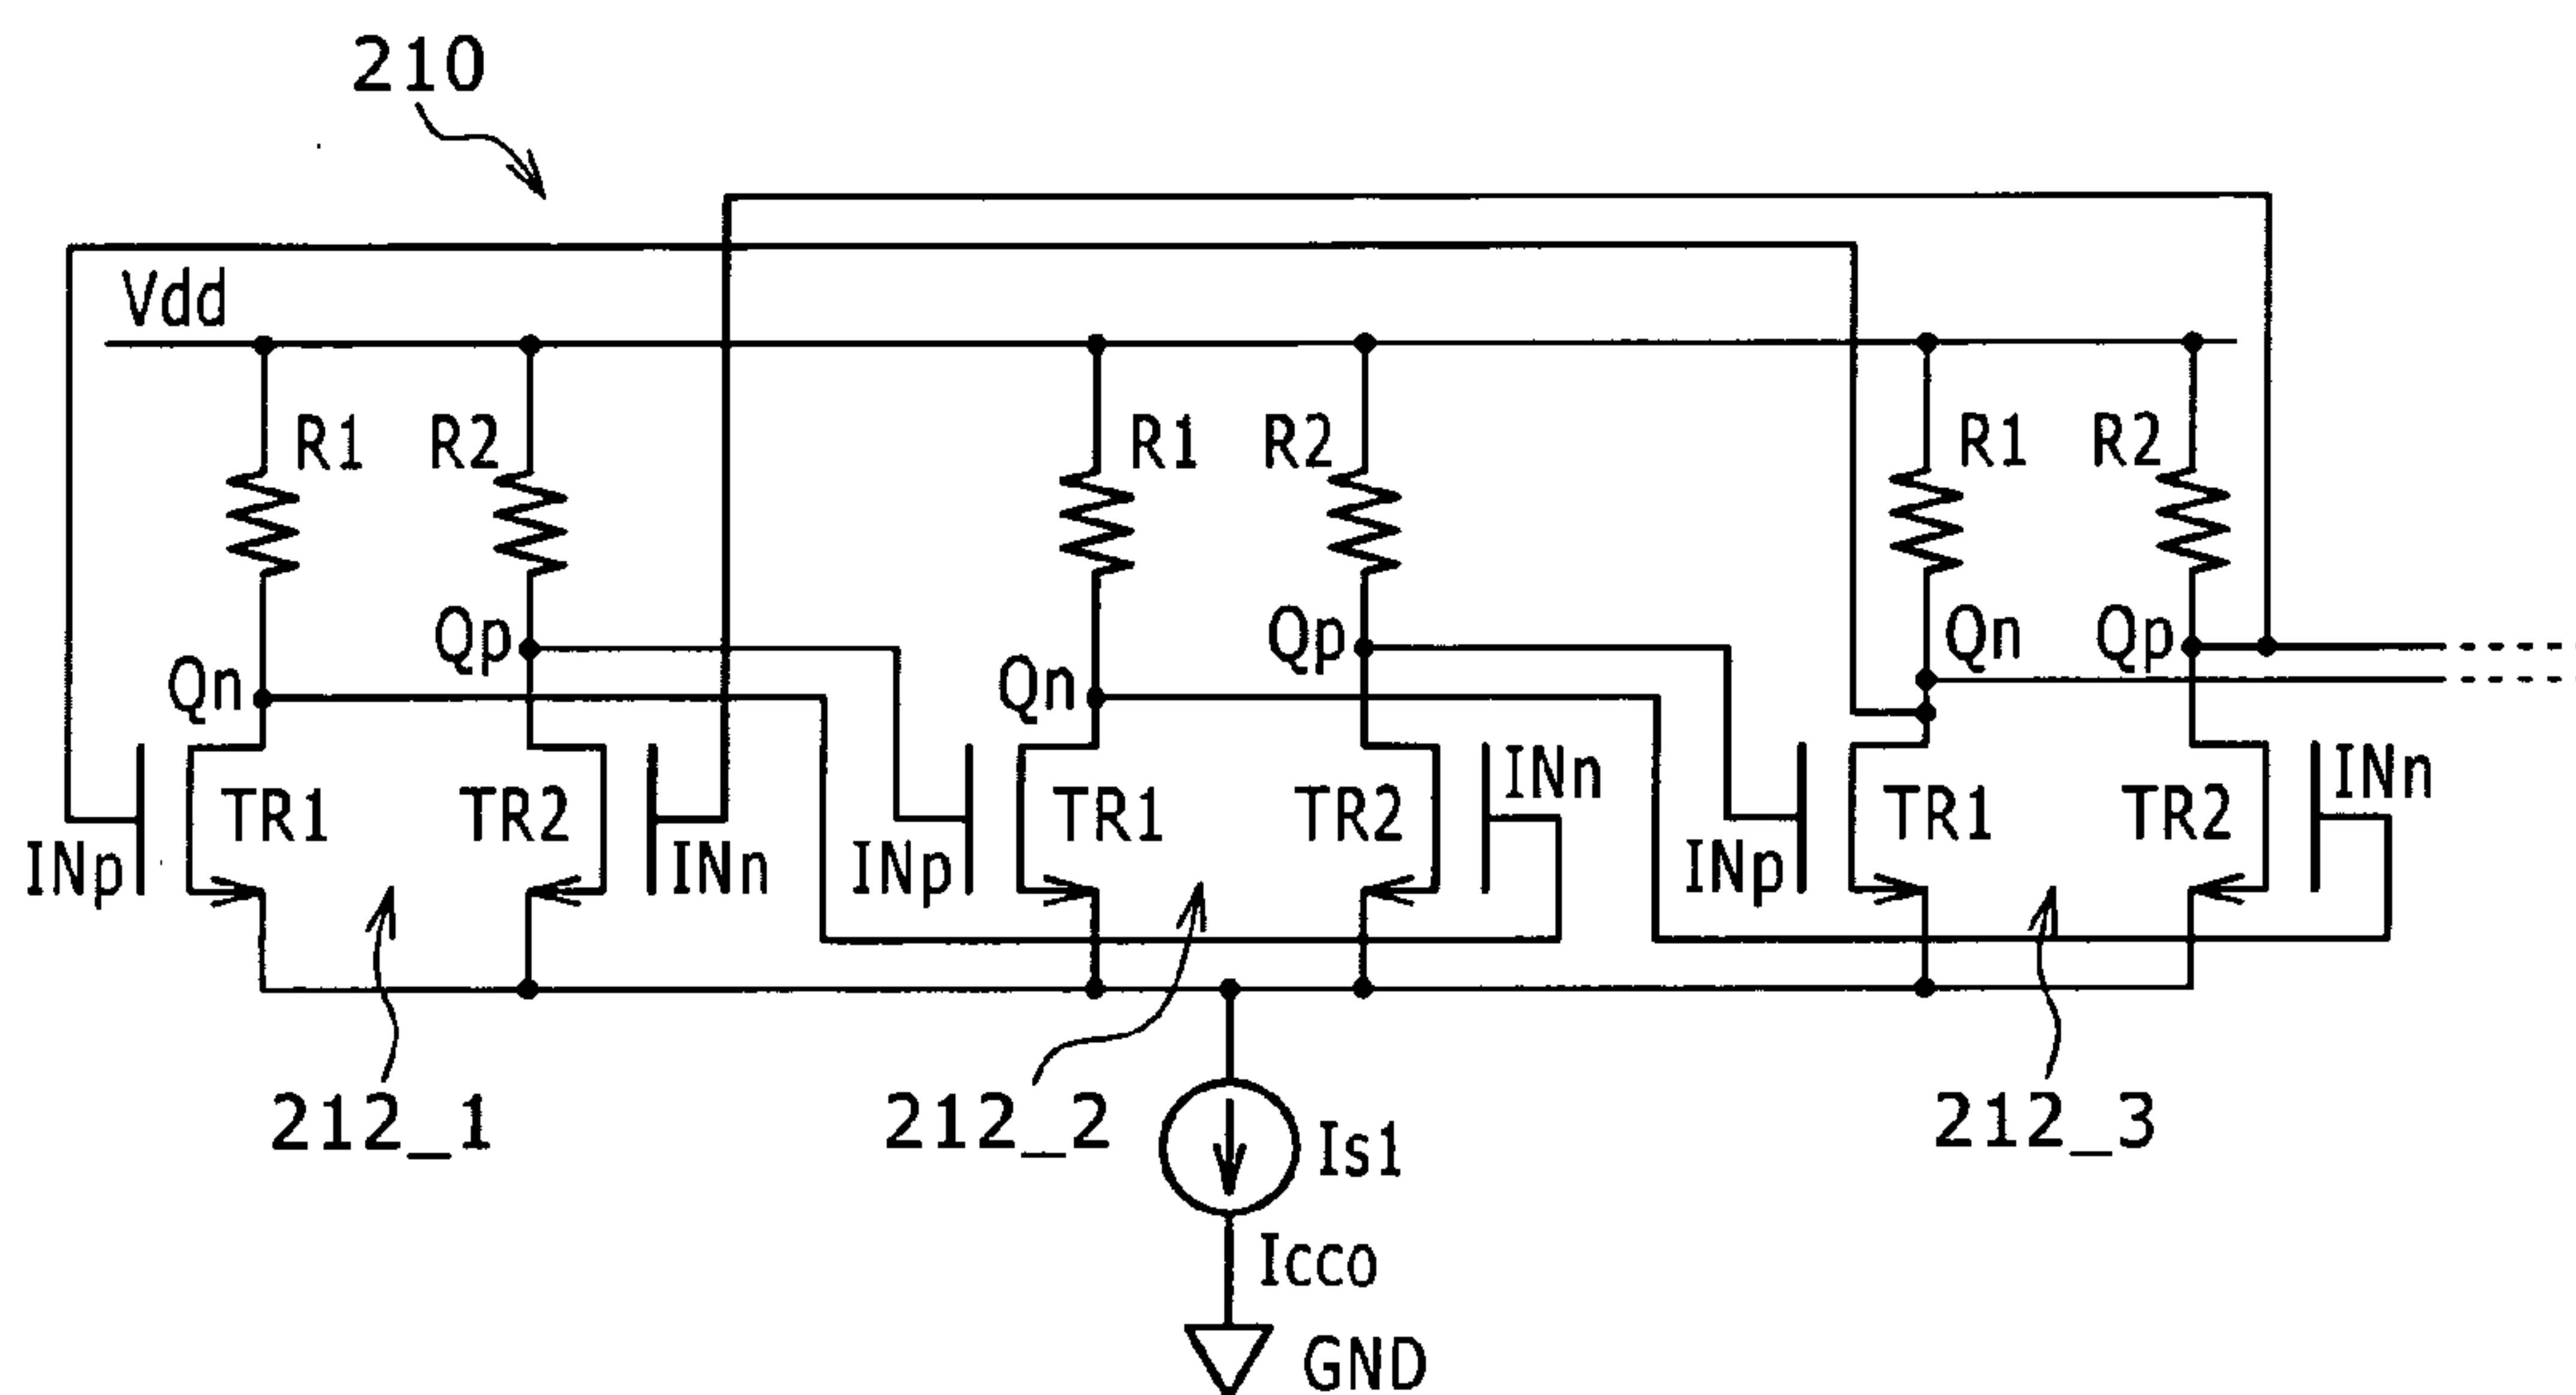 210
Vdd
R1 R2 R1 R2 R1 R2
Qn Qp Qn Qp Qn Qp
INp TR1 TR2 INn INp TR1 TR2 INn INp TR1 TR2 INn
212_1 212_2 212_3
Is1
Icco
GND